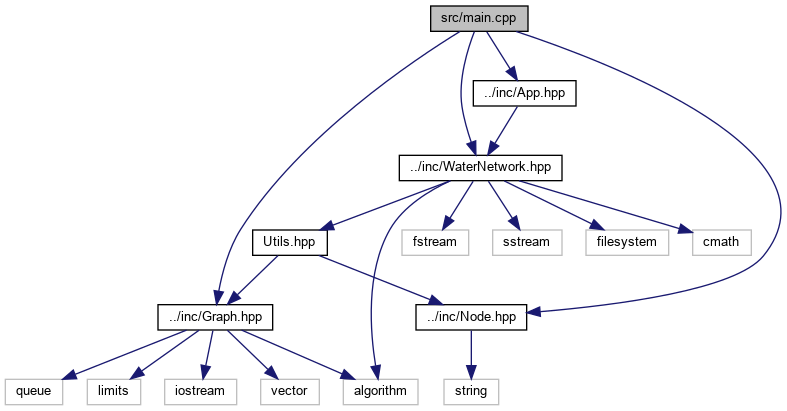 src/main.cpp
../inc/App.hpp
../inc/WaterNetwork.hpp
Utils.hpp
fstream
sstream
filesystem
cmath
../inc/Graph.hpp
../inc/Node.hpp
queue
limits
iostream
vector
algorithm
string